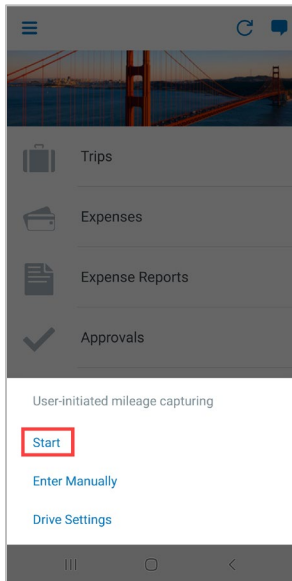 Trips
Expenses
Expense Reports
Approvals
User-initiated mileage capturing
Start
Enter Manually
Drive Settings